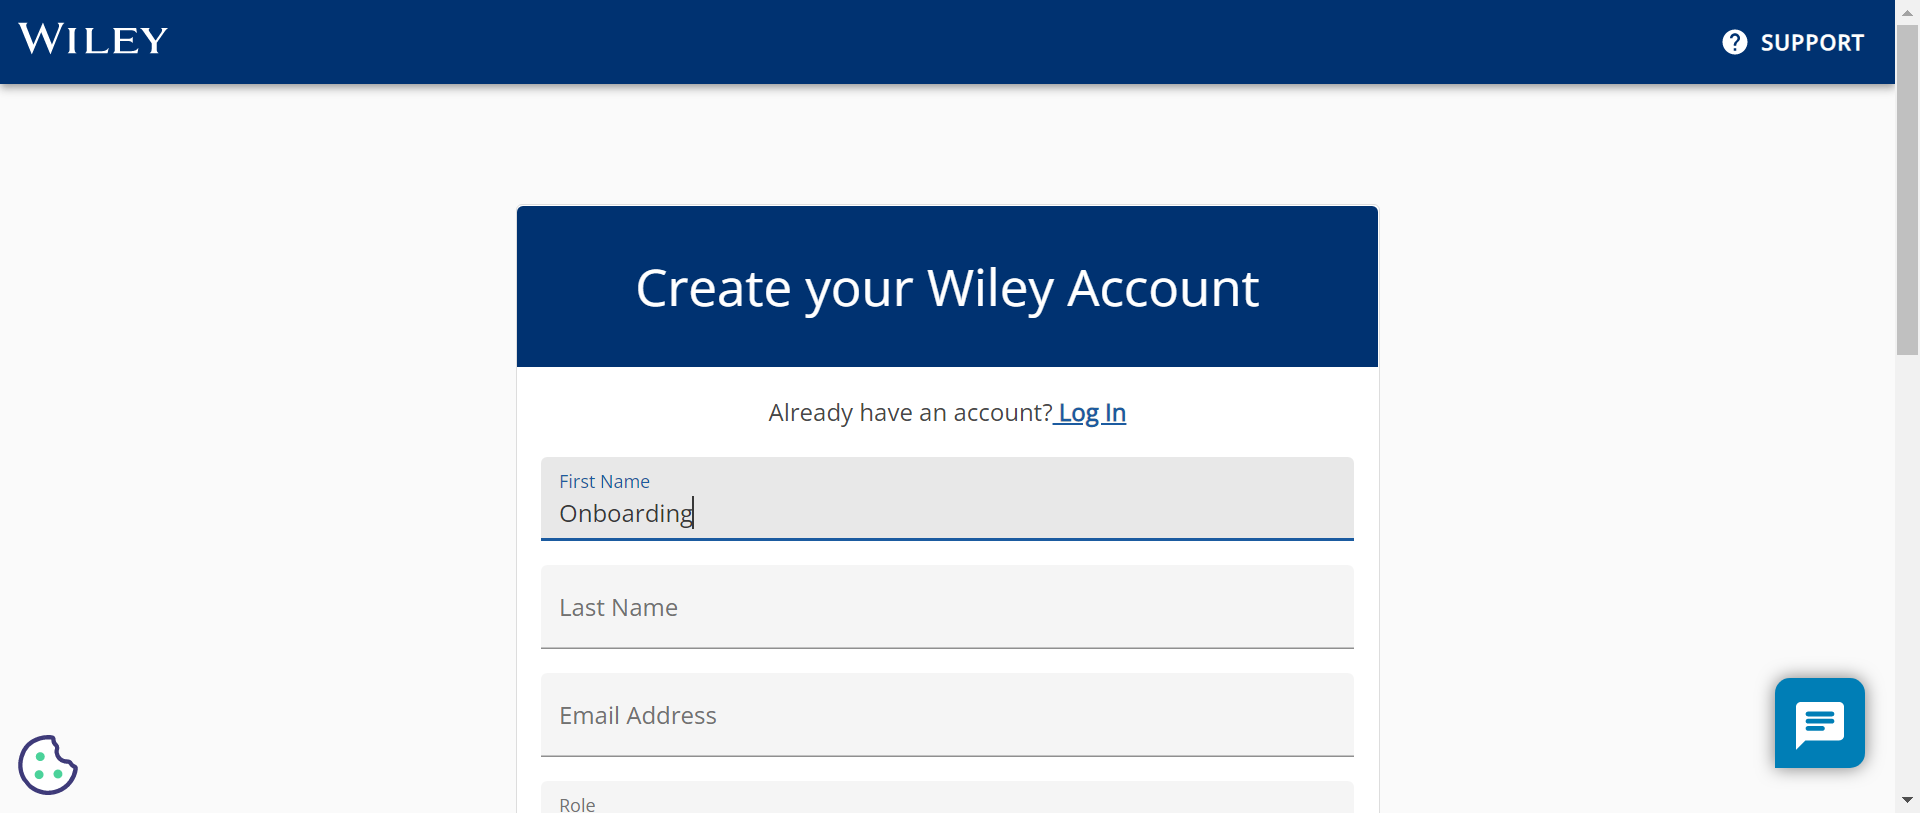 WILEY
SUPPORT
Create your Wiley Account
Already have an account? Log In
First Name
Onboarding
Last Name
Email Address
Role